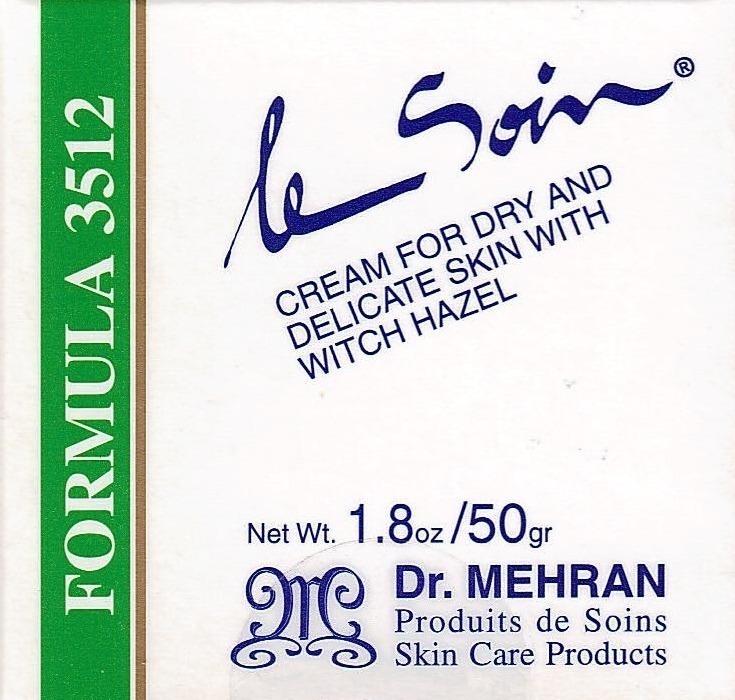 FORMULA 3512
le Soin®
CREAM FOR DRY AND
DELICATE SKIN WITH
WITCH HAZEL
Net Wt. 1.8oz /50gr
M
Dr. MEHRAN
Produits de Soins
Skin Care Products